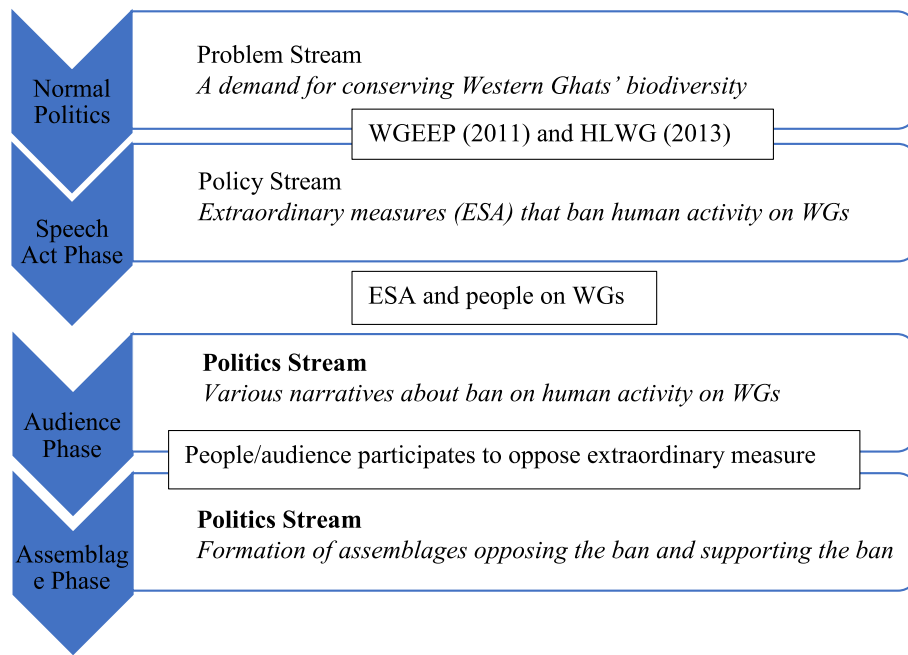 Normal
Politics
Problem Stream
A demand for conserving Western Ghats’ biodiversity
WGEEP (2011) and HLWG (2013)
Speech
Act Phase
Policy Stream
Extraordinary measures (ESA) that ban human activity on WGs
ESA and people on WGs
Audience
Phase
Politics Stream
Various narratives about ban on human activity on WGs
People/audience participates to oppose extraordinary measure
Assemblag
e Phase
Politics Stream
Formation of assemblages opposing the ban and supporting the ban